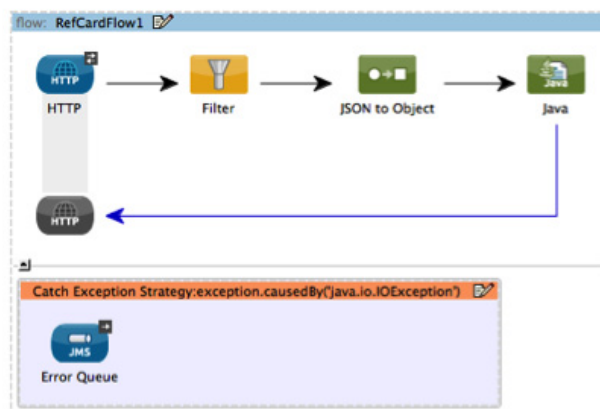 flow: RefCardFlow1
HTTP
Java
HTTP
Filter
JSON to Object
Java
HTTP
Catch Exception Strategy:exception.causedBy("java.io.IOException")
JMS
Error Queue